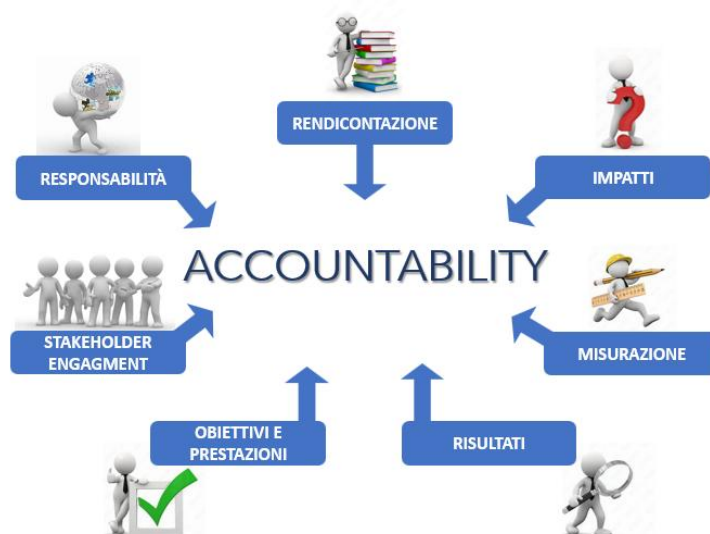 RENDICONTAZIONE
RESPONSABILITÀ
IMPATTI
ACCOUNTABILITY
STAKEHOLDER
ENGAGMENT
MISURAZIONE
OBIETTIVI E
PRESTAZIONI
RISULTATI